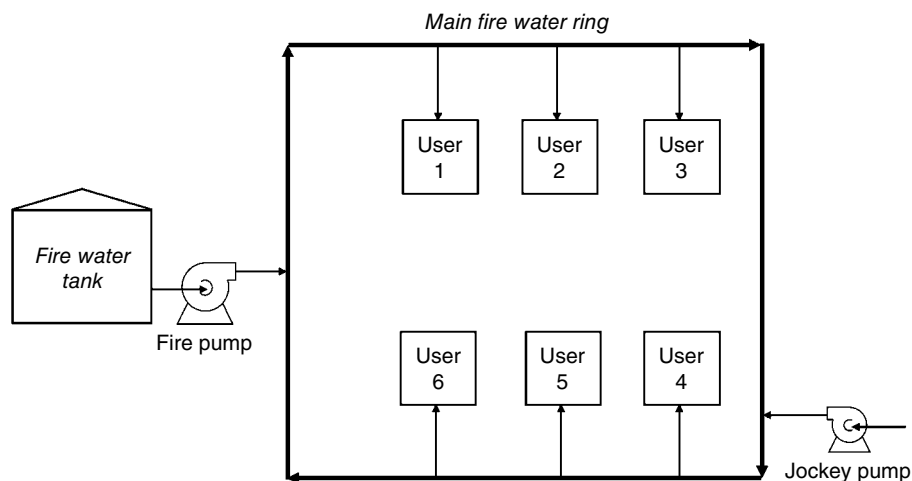 Main fire water ring
User
1
User
2
User
3
Fire water
tank
Fire pump
User
6
User
5
User
4
Jockey pump